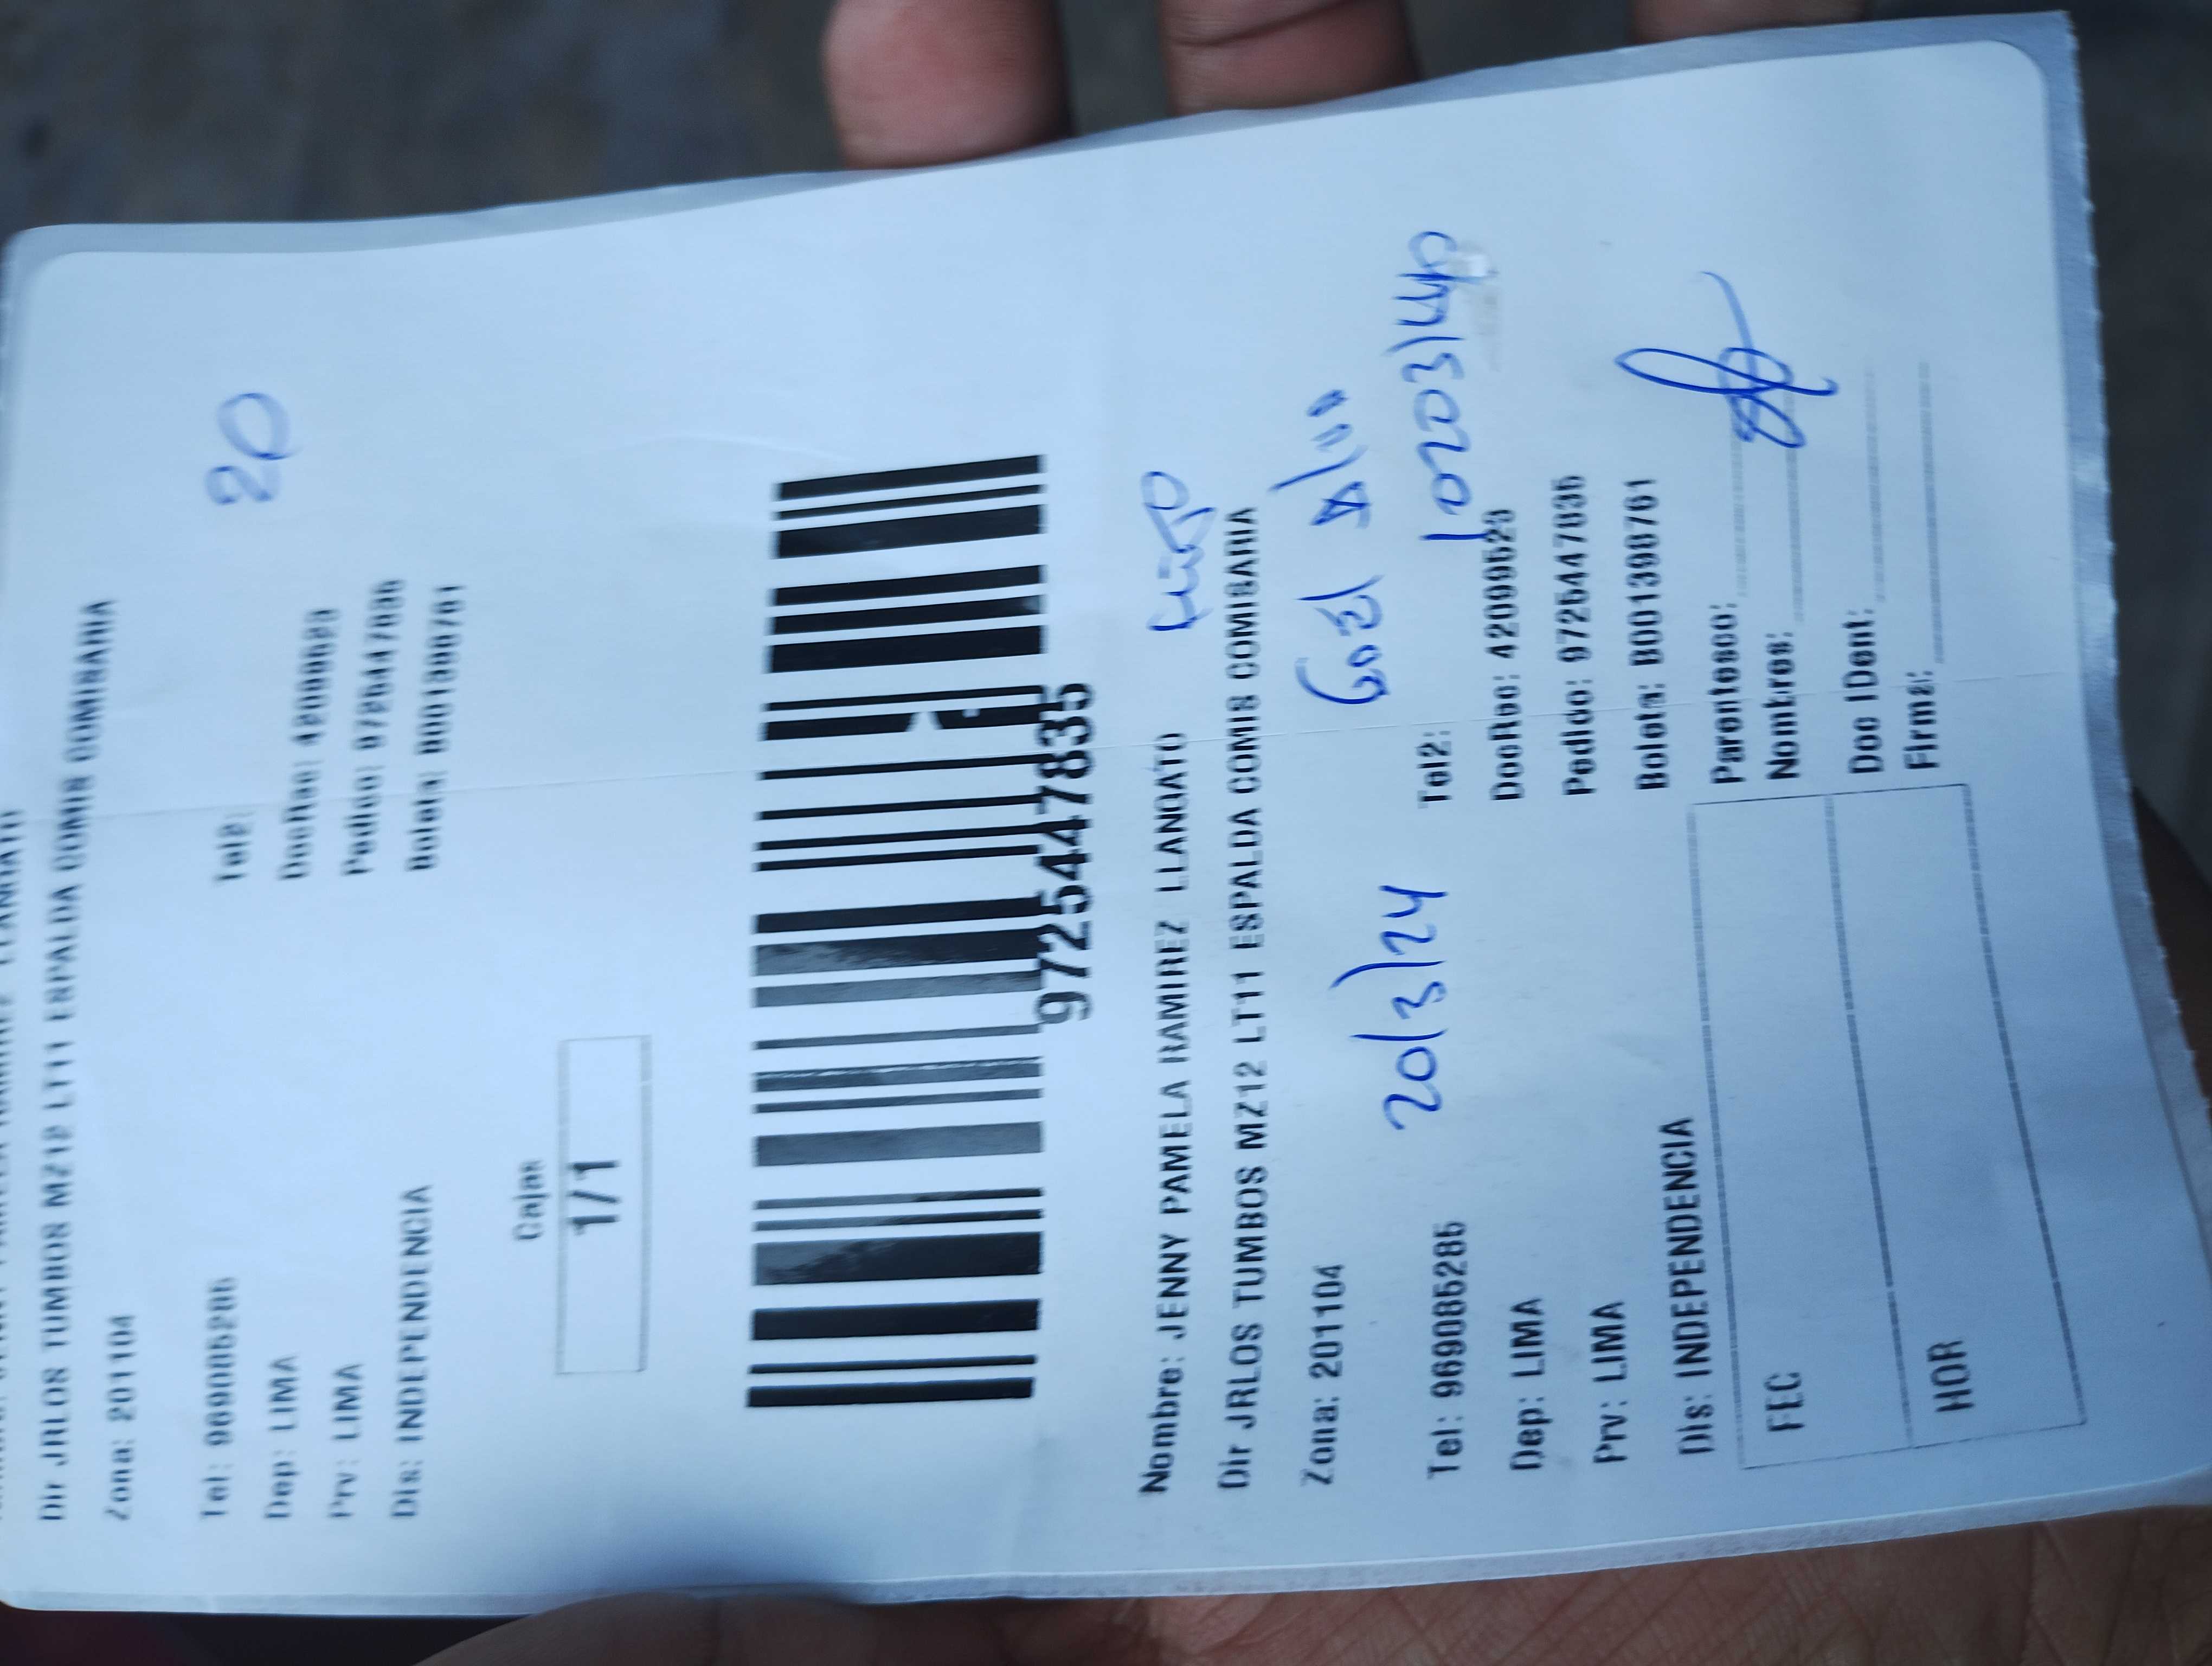 Dir JRLOS TUMBOS MZ12 LT11 ESPALDA COMIS COMISARIA
Zona: 201104
20
Tel: 969085285 Tel2:
Dep: LIMA DocRec: 42099523
Prv: LIMA Pedido: 9725447835
Dis: INDEPENDENCIA Boleta: B001398761
Cajas
1/1
9725447835
Nombre: JENNY PAMELA RAMIREZ LLANOATO
Dir JRLOS TUMBOS MZ12 LT11 ESPALDA COMIS COMISARIA
Zona: 201104
20/3/24
Tel: 969085285 Tel2:
Dep: LIMA DocRec: 42099523
Prv: LIMA Pedido: 9725447835
Dis: INDEPENDENCIA Boleta: B001398761
FEC Parentesco:
Nombres:
HOR Doc IDent:
Firma: